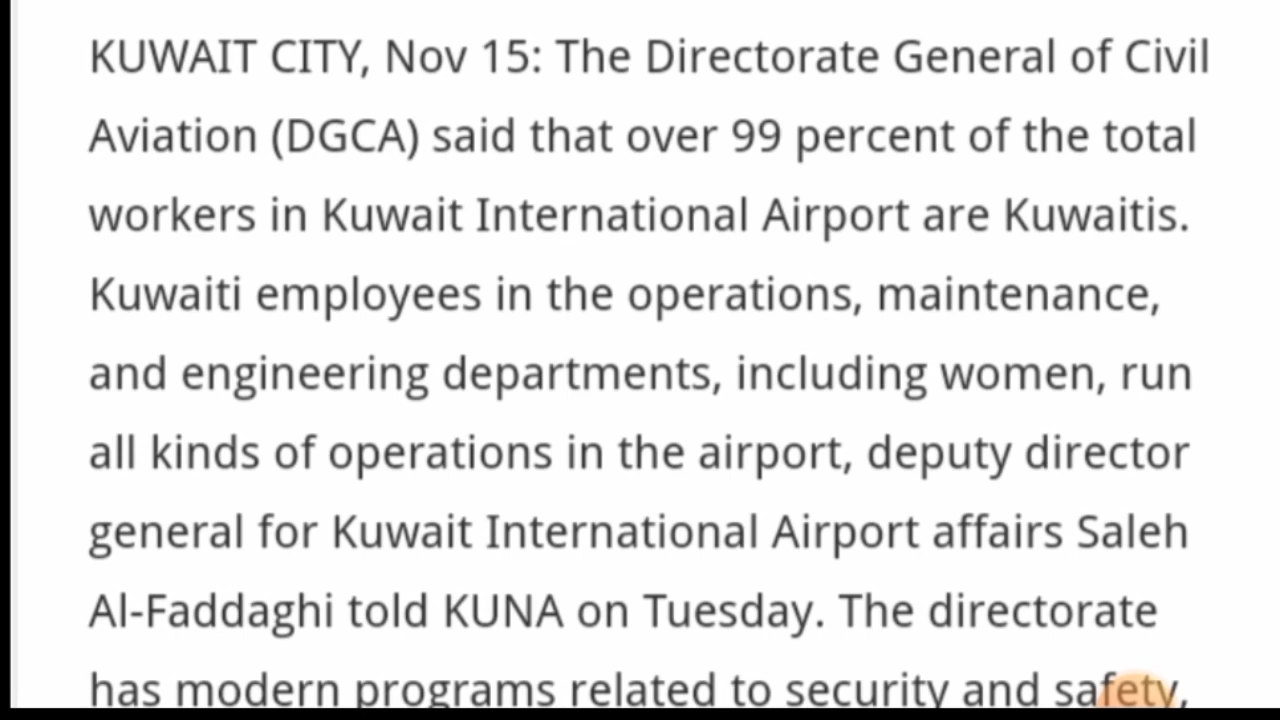 KUWAIT CITY, Nov 15: The Directorate General of Civil
Aviation (DGCA) said that over 99 percent of the total
workers in Kuwait International Airport are Kuwaitis.
Kuwaiti employees in the operations, maintenance,
and engineering departments, including women, run
all kinds of operations in the airport, deputy director
general for Kuwait International Airport affairs Saleh
Al-Faddaghi told KUNA on Tuesday. The directorate
has modern programs related to security and safety,